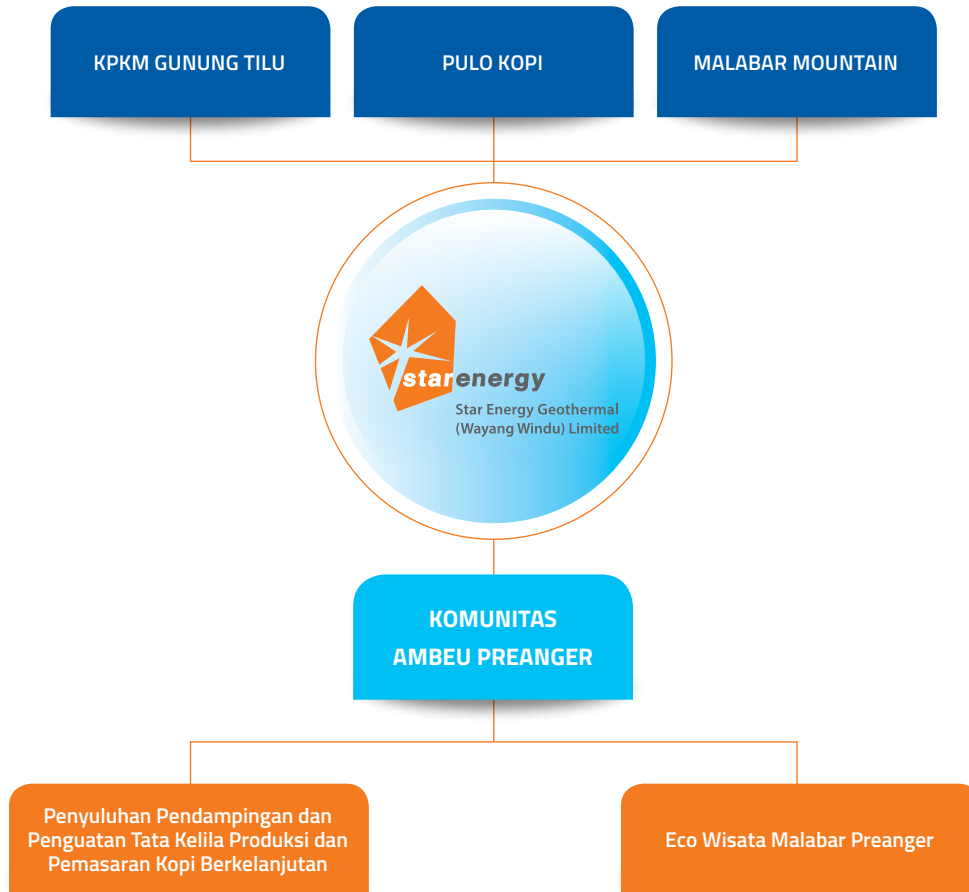 KPKM GUNUNG TILU
PULO KOPI
MALABAR MOUNTAIN
starenergy
Star Energy Geothermal
(Wayang Windu) Limited
KOMUNITAS
AMBEU PREANGER
Penyuluhan Pendampingan dan
Penguatan Tata Kelila Produksi dan
Pemasaran Kopi Berkelanjutan
Eco Wisata Malabar Preanger